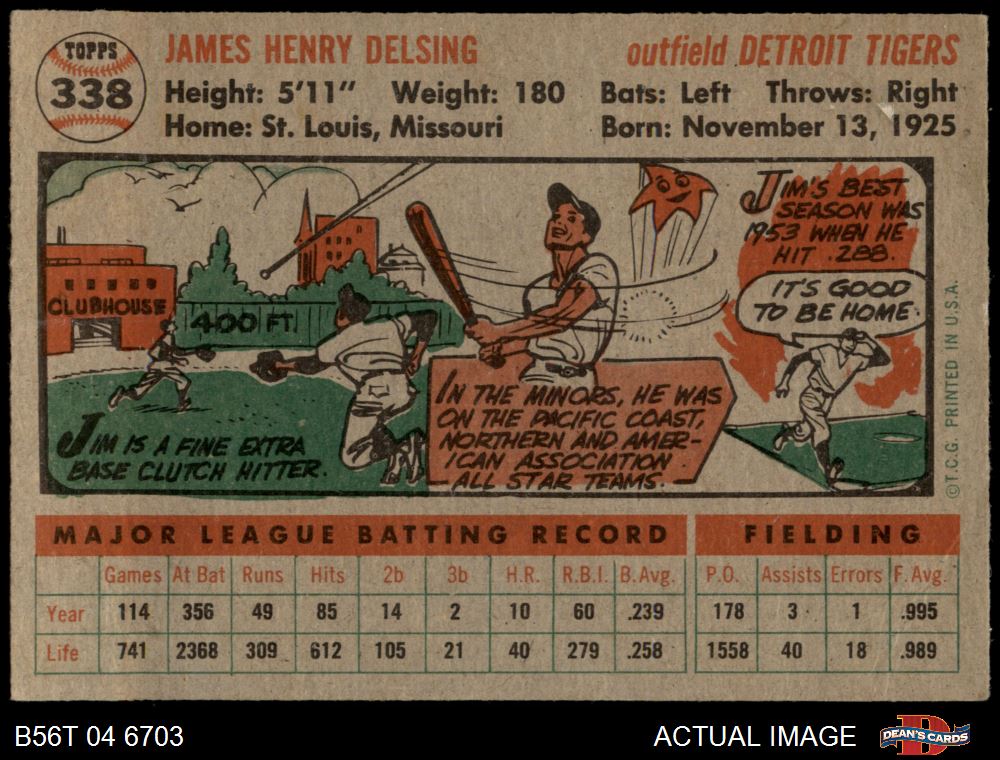 TOPPS
338
JAMES HENRY DELSING
outfield DETROIT TIGERS
Height: 5'11" Weight: 180 Bats: Left Throws: Right
Home: St. Louis, Missouri Born: November 13, 1925
CLUBHOUSE
400 FT.
JIM IS A FINE EXTRA
BASE CLUTCH HITTER.
IN THE MINORS, HE WAS
ON THE PACIFIC COAST,
NORTHERN AND AMER-
ICAN ASSOCIATION
ALL STAR TEAMS.
JIM'S BEST
SEASON WAS
1953 WHEN HE
HIT .288.
IT'S GOOD
TO BE HOME.
©T.C.G. PRINTED IN U.S.A.
MAJOR LEAGUE BATTING RECORD FIELDING
Games At Bat Runs Hits 2b 3b H.R. R.B.I. B.Avg. P.O. Assists Errors F. Avg.
Year 114 356 49 85 14 2 10 60 .239 178 3 1 .995
Life 741 2368 309 612 105 21 40 279 .258 1558 40 18 .989
B56T 04 6703 ACTUAL IMAGE
D
DEAN'S CARDS